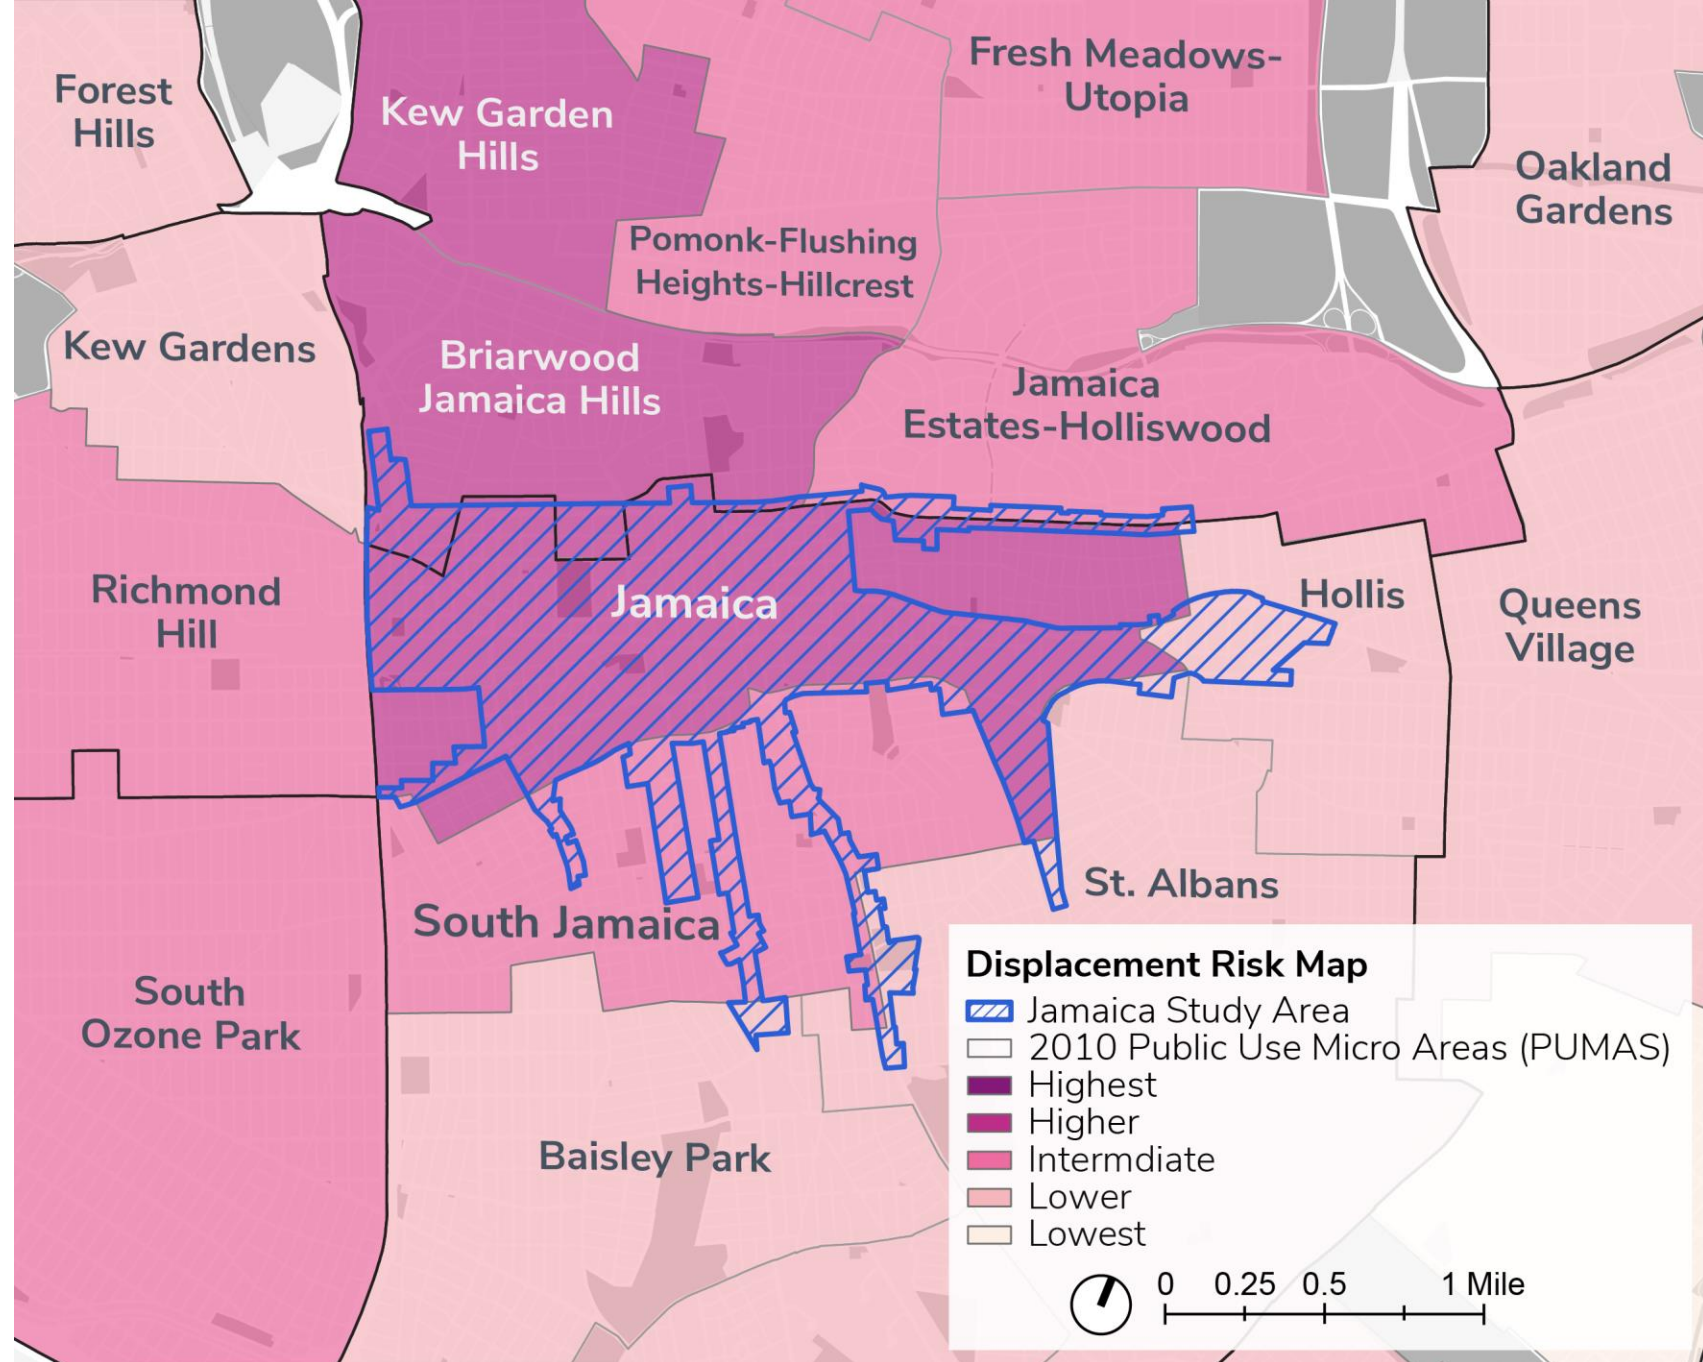 Forest
Hills
Kew Garden
Hills
Fresh Meadows-
Utopia
Oakland
Gardens
Pomonk-Flushing
Heights-Hillcrest
Kew Gardens
Briarwood
Jamaica Hills
Jamaica
Estates-Holliswood
Richmond
Hill
Jamaica
Hollis
Queens
Village
St. Albans
South Jamaica
South
Ozone Park
Baisley Park
Displacement Risk Map
Jamaica Study Area
2010 Public Use Micro Areas (PUMAS)
Highest
Higher
Intermdiate
Lower
Lowest
0 0.25 0.5 1 Mile